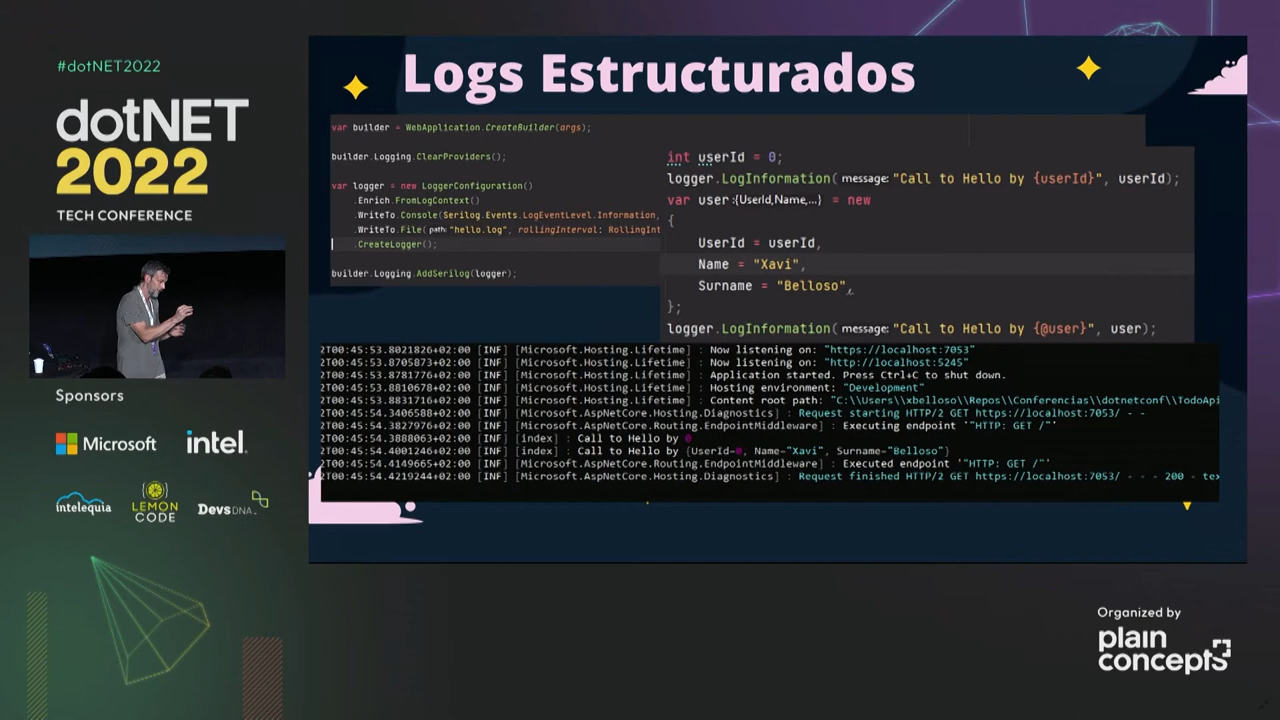 #dotNET2022
dotNET
2022
TECH CONFERENCE
Sponsors
Microsoft
intel.
intelequia
LEMON
CODE
DevsDNA
Logs Estructurados
var builder = WebApplication.CreateBuilder(args);
builder.Logging.ClearProviders();
var logger = new LoggerConfiguration()
.Enrich.FromLogContext()
.WriteTo.Console(Serilog.Events.LogEventLevel.Information,
.WriteTo.File(path: "hello.log", rollingInterval: RollingInt
.CreateLogger();
builder.Logging.AddSerilog(logger);
int userId = 0;
logger.LogInformation(message: "Call to Hello by {userId}", userId);
var user :{UserId,Name,...} = new
{
UserId = userId,
Name = "Xavi",
Surname = "Belloso",
};
logger.LogInformation(message: "Call to Hello by {@user}", user);
2T00:45:53.8021826+02:00 [INF] [Microsoft.Hosting.Lifetime] : Now listening on: "https://localhost:7053"
2T00:45:53.8705873+02:00 [INF] [Microsoft.Hosting.Lifetime] : Now listening on: "http://localhost:5245"
2T00:45:53.8781776+02:00 [INF] [Microsoft.Hosting.Lifetime] : Application started. Press Ctrl+C to shut down.
2T00:45:53.8810678+02:00 [INF] [Microsoft.Hosting.Lifetime] : Hosting environment: "Development"
2T00:45:53.8831716+02:00 [INF] [Microsoft.Hosting.Lifetime] : Content root path: "C:\\Users\\xbelloso\\Repos\\Conferencias\\dotnetconf\\TodoApi
2T00:45:54.3406588+02:00 [INF] [Microsoft.AspNetCore.Hosting.Diagnostics] : Request starting HTTP/2 GET https://localhost:7053/ - -
2T00:45:54.3827976+02:00 [INF] [Microsoft.AspNetCore.Routing.EndpointMiddleware] : Executing endpoint '"HTTP: GET /"'
2T00:45:54.3888063+02:00 [INF] [index] : Call to Hello by 0
2T00:45:54.4001246+02:00 [INF] [index] : Call to Hello by {UserId=0, Name="Xavi", Surname="Belloso"}
2T00:45:54.4149665+02:00 [INF] [Microsoft.AspNetCore.Routing.EndpointMiddleware] : Executed endpoint '"HTTP: GET /"'
2T00:45:54.4219244+02:00 [INF] [Microsoft.AspNetCore.Hosting.Diagnostics] : Request finished HTTP/2 GET https://localhost:7053/ - - - 200 - tex
Organized by
plain
concepts